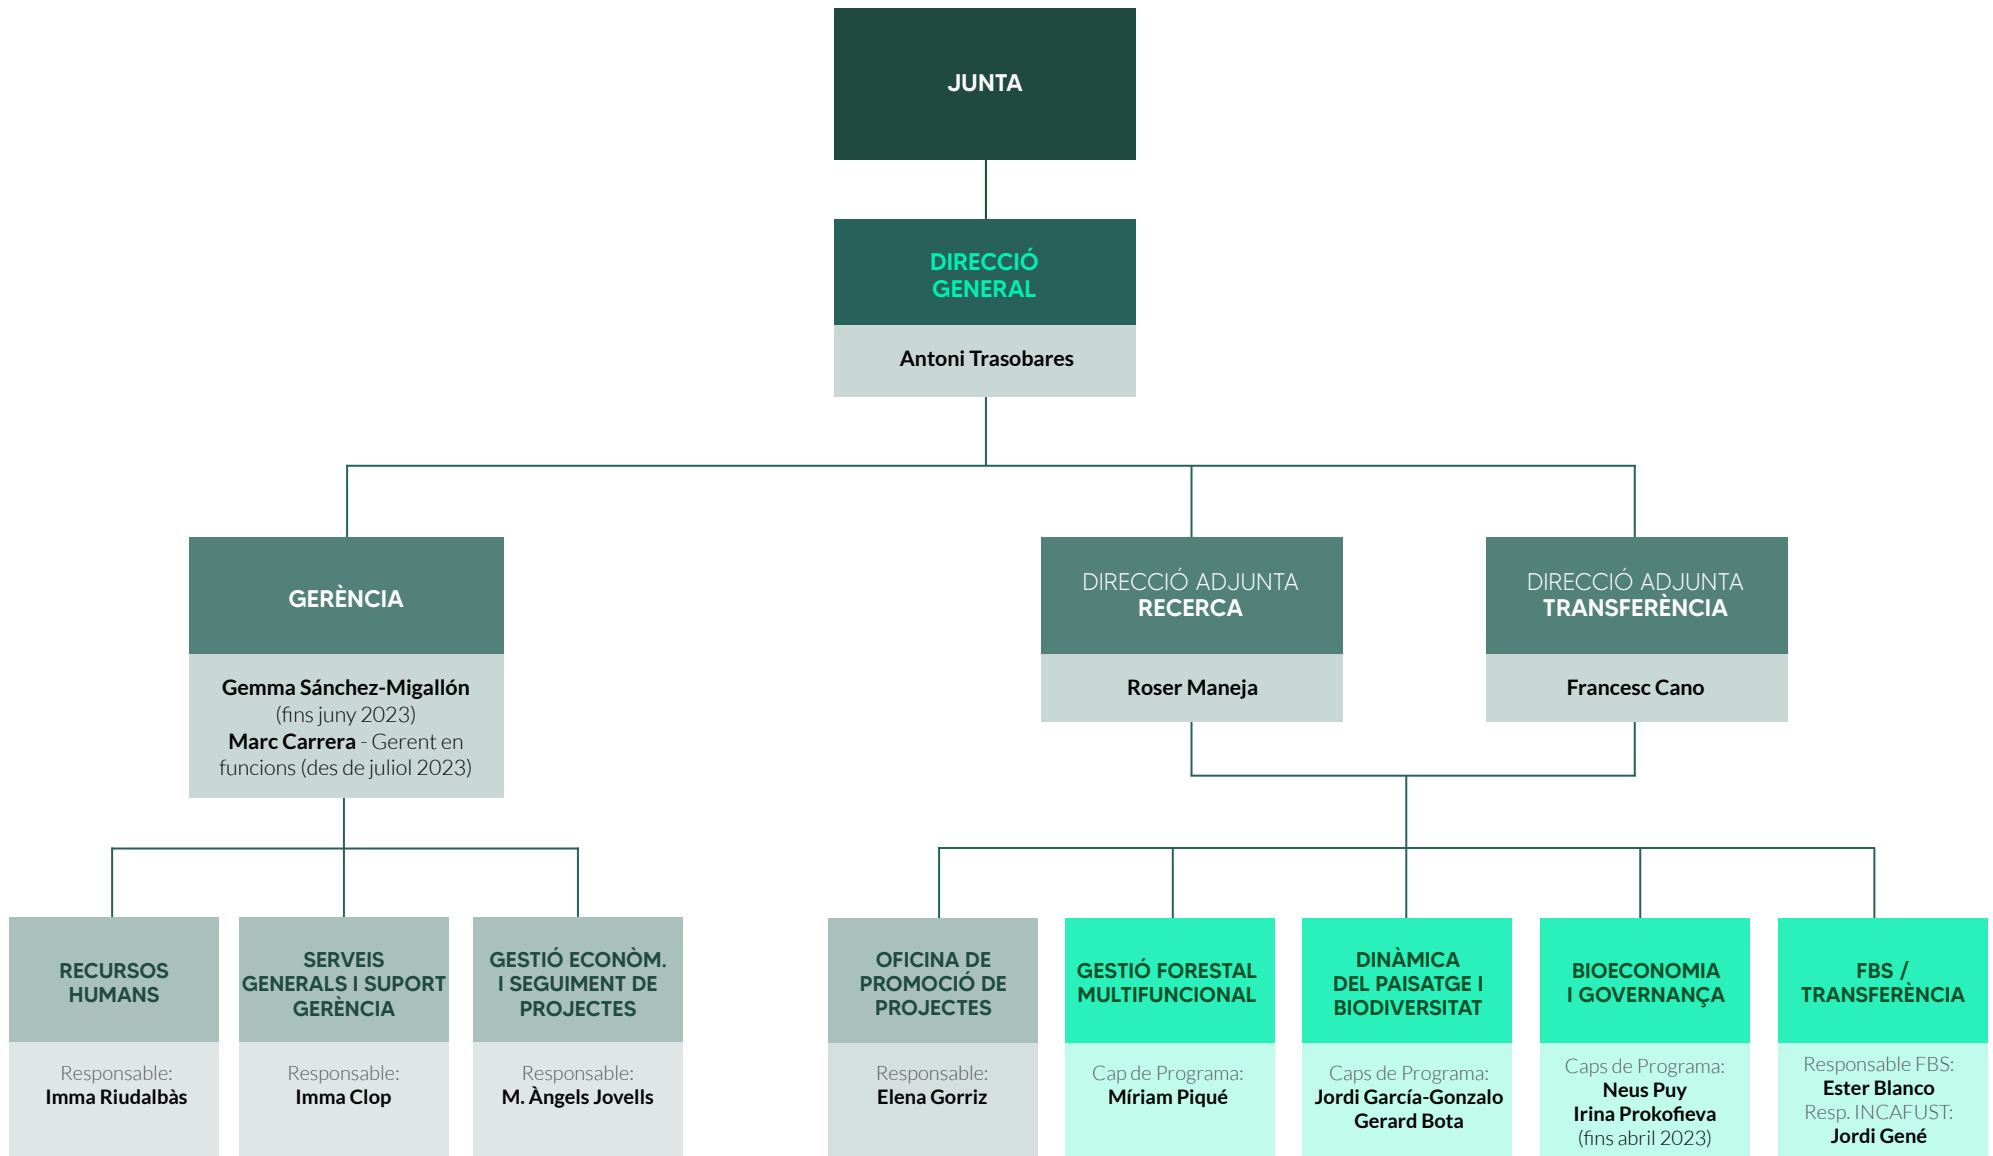 JUNTA
DIRECCIÓ
GENERAL
Antoni Trasobares
GERÈNCIA
Gemma Sánchez-Migallón
(fins juny 2023)
Marc Carrera - Gerent en
funcions (des de juliol 2023)
DIRECCIÓ ADJUNTA
RECERCA
Roser Maneja
DIRECCIÓ ADJUNTA
TRANSFERÈNCIA
Francesc Cano
RECURSOS
HUMANS
Responsable:
Imma Riudalbàs
SERVEIS
GENERALS I SUPORT
GERÈNCIA
Responsable:
Imma Clop
GESTIÓ ECONÒM.
I SEGUIMENT DE
PROJECTES
Responsable:
M. Àngels Jovells
OFICINA DE
PROMOCIÓ DE
PROJECTES
Responsable:
Elena Gorriz
GESTIÓ FORESTAL
MULTIFUNCIONAL
Cap de Programa:
Míriam Piqué
DINÀMICA
DEL PAISATGE I
BIODIVERSITAT
Caps de Programa:
Jordi García-Gonzalo
Gerard Bota
BIOECONOMIA
I GOVERNANÇA
Caps de Programa:
Neus Puy
Irina Prokofieva
(fins abril 2023)
FBS /
TRANSFERÈNCIA
Responsable FBS:
Ester Blanco
Resp. INCAFUST:
Jordi Gené